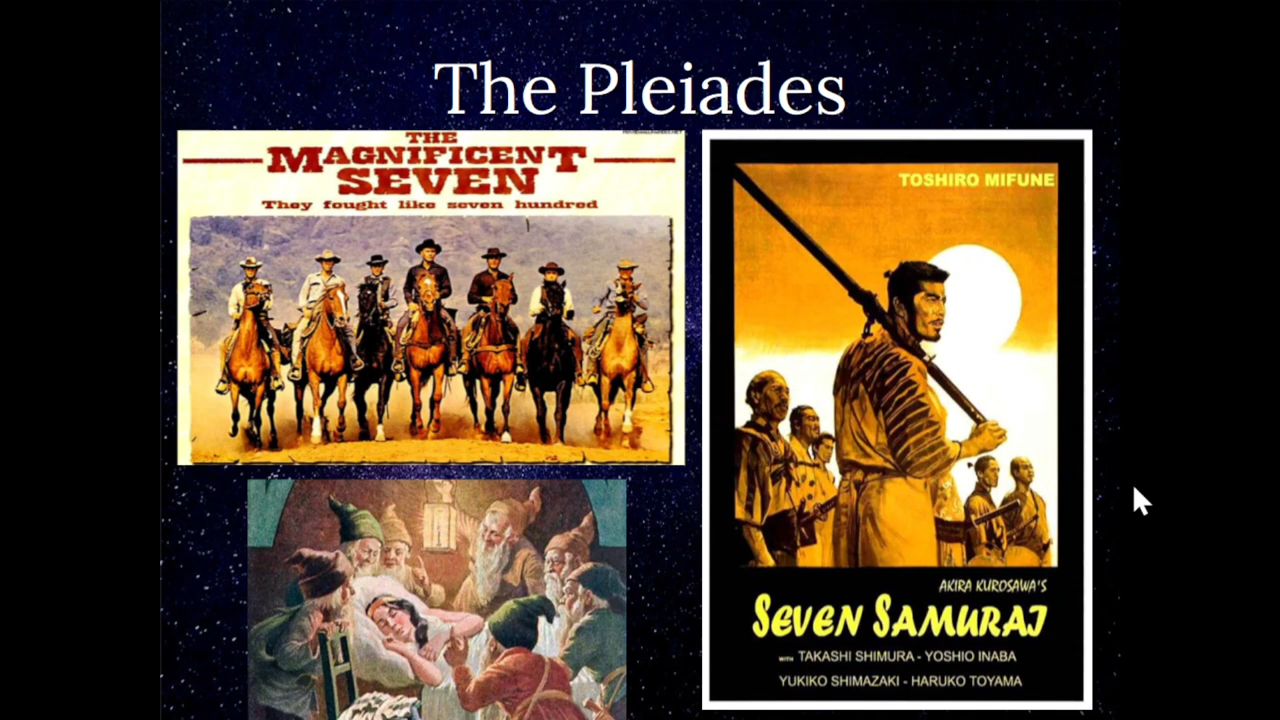 The Pleiades
THE
MAGNIFICENT
SEVEN
They fought like seven hundred
TOSHIRO MIFUNE
AKIRA KUROSAWA'S
SEVEN SAMURAI
WITH TAKASHI SHIMURA - YOSHIO INABA
YUKIKO SHIMAZAKI - HARUKO TOYAMA